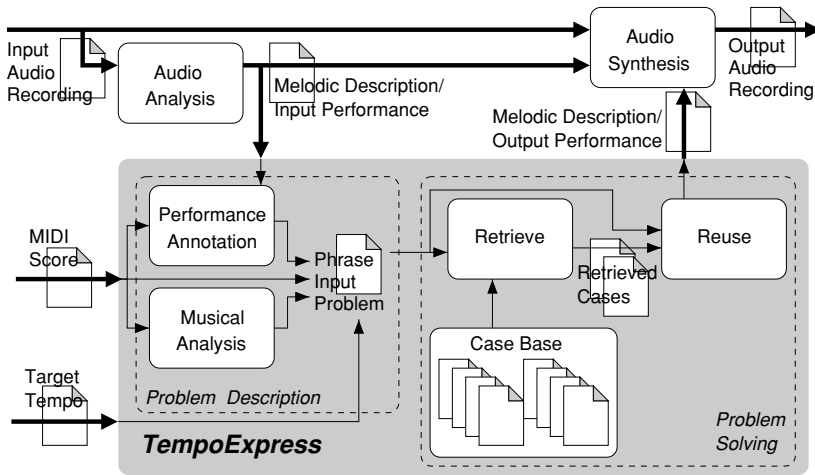 Input
Audio
Recording
Audio
Analysis
Melodic Description/
Input Performance
Audio
Synthesis
Output
Audio
Recording
Melodic Description/
Output Performance
MIDI
Score
Performance
Annotation
Musical
Analysis
Phrase
Input
Problem
Problem Description
Target
Tempo
TempoExpress
Retrieve
Retrieved
Cases
Reuse
Case Base
Problem
Solving